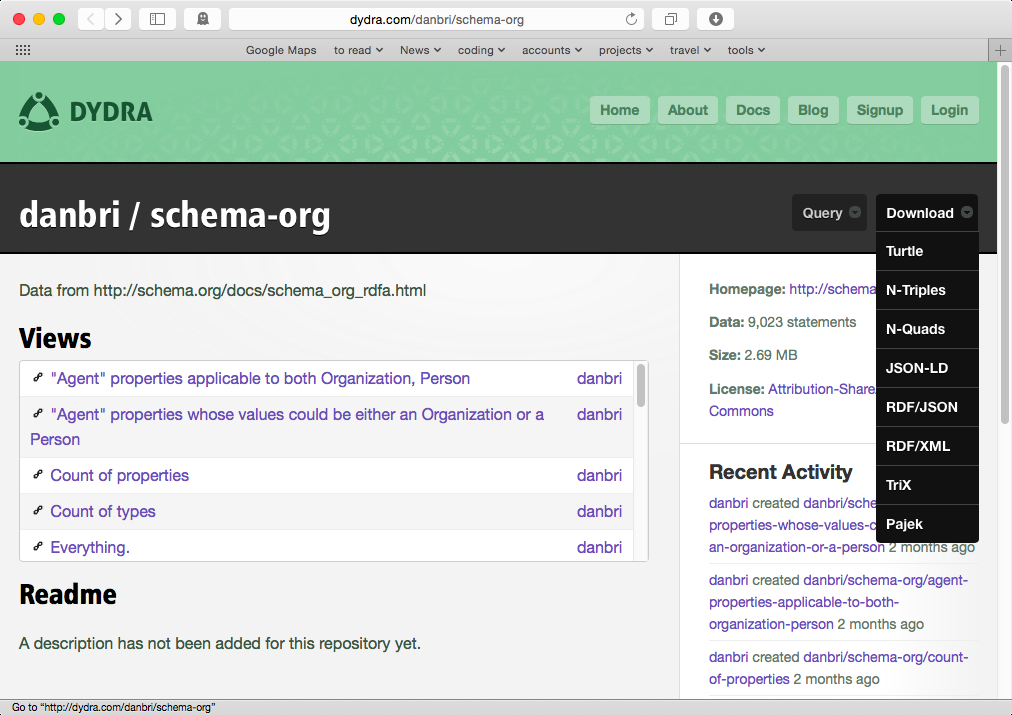 dydra.com/danbri/schema-org
Google Maps to read News coding accounts projects travel tools
DYDRA
Home About Docs Blog Signup Login
danbri / schema-org
Query
Download
Turtle
N-Triples
N-Quads
JSON-LD
RDF/JSON
RDF/XML
TriX
Pajek
Data from http://schema.org/docs/schema_org_rdfa.html
Views
"Agent" properties applicable to both Organization, Person danbri
"Agent" properties whose values could be either an Organization or a danbri
Person
Count of properties danbri
Count of types danbri
Everything. danbri
Readme
A description has not been added for this repository yet.
Homepage: http://schema
Data: 9,023 statements
Size: 2.69 MB
License: Attribution-Share
Commons
Recent Activity
danbri created danbri/sche
properties-whose-values-c
an-organization-or-a-person 2 months ago
danbri created danbri/schema-org/agent-
properties-applicable-to-both-
organization-person 2 months ago
danbri created danbri/schema-org/count-
of-properties 2 months ago
Go to “http://dydra.com/danbri/schema-org”